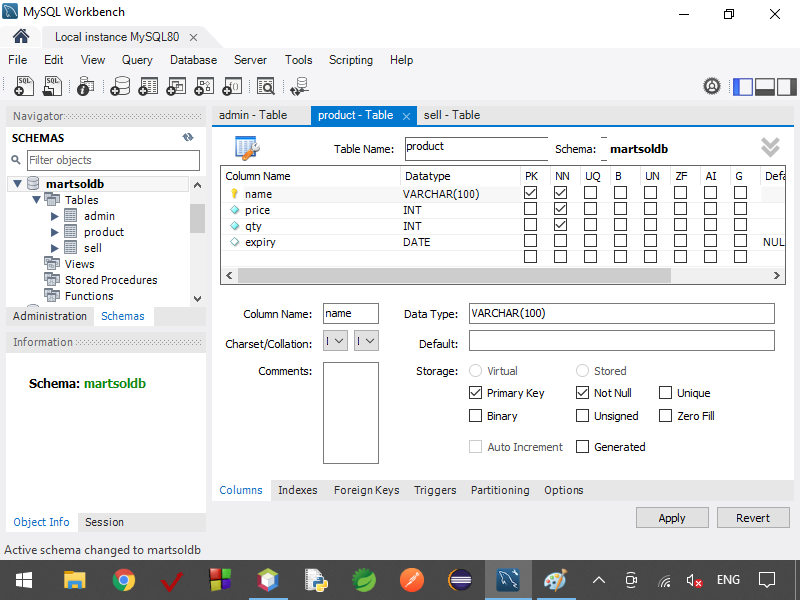 MySQL Workbench
Local instance MySQL80 ×
File Edit View Query Database Server Tools Scripting Help
Navigator
admin - Table product - Table × sell - Table
SCHEMAS
Table Name: product Schema: martsoldb
Filter objects
Column Name Datatype PK NN UQ B UN ZF AI G Defa
martsoldb
name VARCHAR(100)
Tables
price INT
admin
qty INT
product
expiry DATE NUL
sell
Views
Stored Procedures
Functions
Administration Schemas
Column Name: name Data Type: VARCHAR(100)
Information
Charset/Collation: Default:
Comments: Storage: Virtual Stored
Schema: martsoldb
Primary Key Not Null Unique
Binary Unsigned Zero Fill
Auto Increment Generated
Columns Indexes Foreign Keys Triggers Partitioning Options
Object Info Session
Apply Revert
Active schema changed to martsoldb
ENG